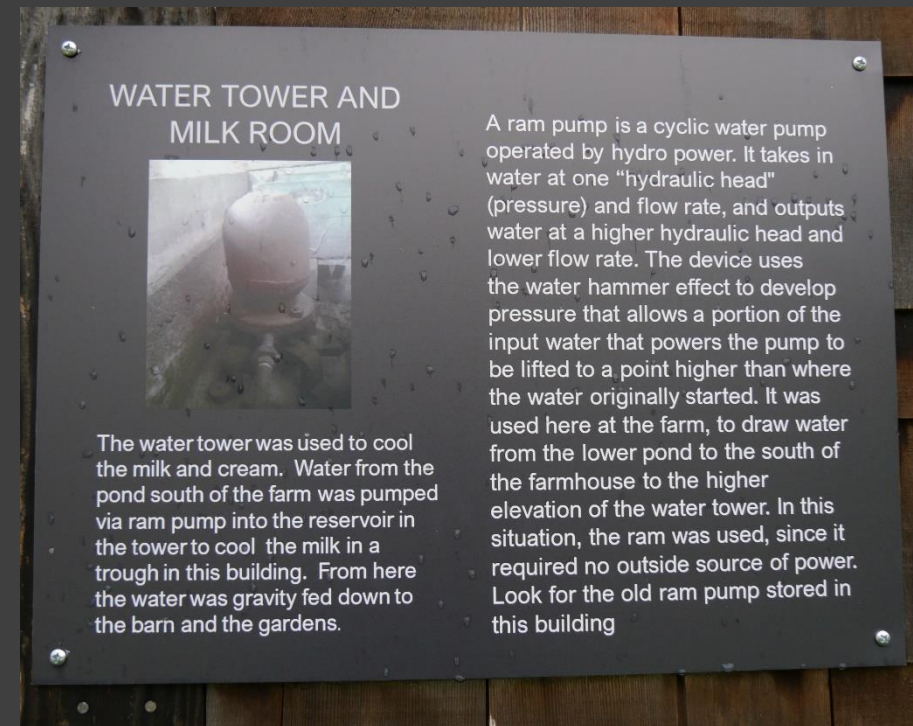 WATER TOWER AND
MILK ROOM
The water tower was used to cool
the milk and cream.  Water from the
pond south of the farm was pumped
via ram pump into the reservoir in
the tower to cool  the milk in a
trough in this building.  From here
the water was gravity fed down to
the barn and the gardens.
A ram pump is a cyclic water pump
operated by hydro power. It takes in
water at one “hydraulic head"
(pressure) and flow rate, and outputs
water at a higher hydraulic head and
lower flow rate. The device uses
the water hammer effect to develop
pressure that allows a portion of the
input water that powers the pump to
be lifted to a point higher than where
the water originally started. It was
used here at the farm, to draw water
from the lower pond to the south of
the farmhouse to the higher
elevation of the water tower. In this
situation, the ram was used, since it
required no outside source of power.
Look for the old ram pump stored in
this building